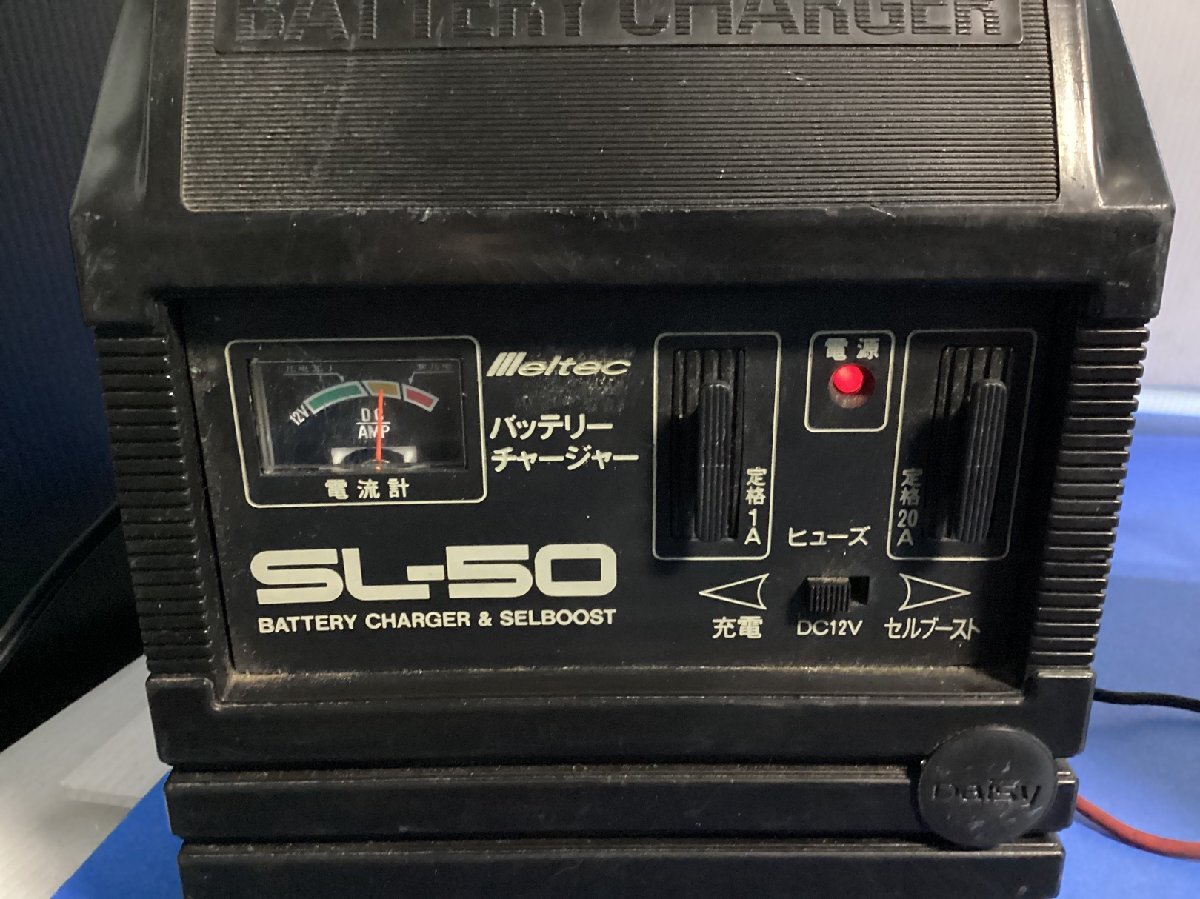 BATTERY CHARGER
12V
DC
AMP
電流計
Meltec
バッテリー
チャージャー
SL-50
BATTERY CHARGER & SELBOOST
定格1A
電源
定格20A
ヒューズ
充電
DC12V
セルブースト
Daisy